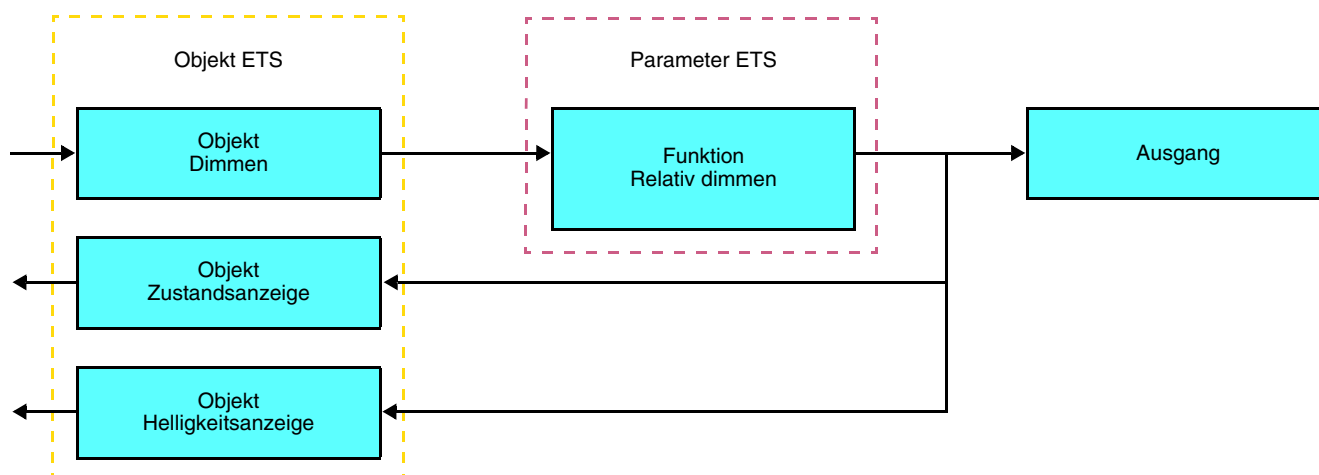 Objekt ETS
Parameter ETS
Objekt
Dimmen
Funktion
Relativ dimmen
Ausgang
Objekt
Zustandsanzeige
Objekt
Helligkeitsanzeige